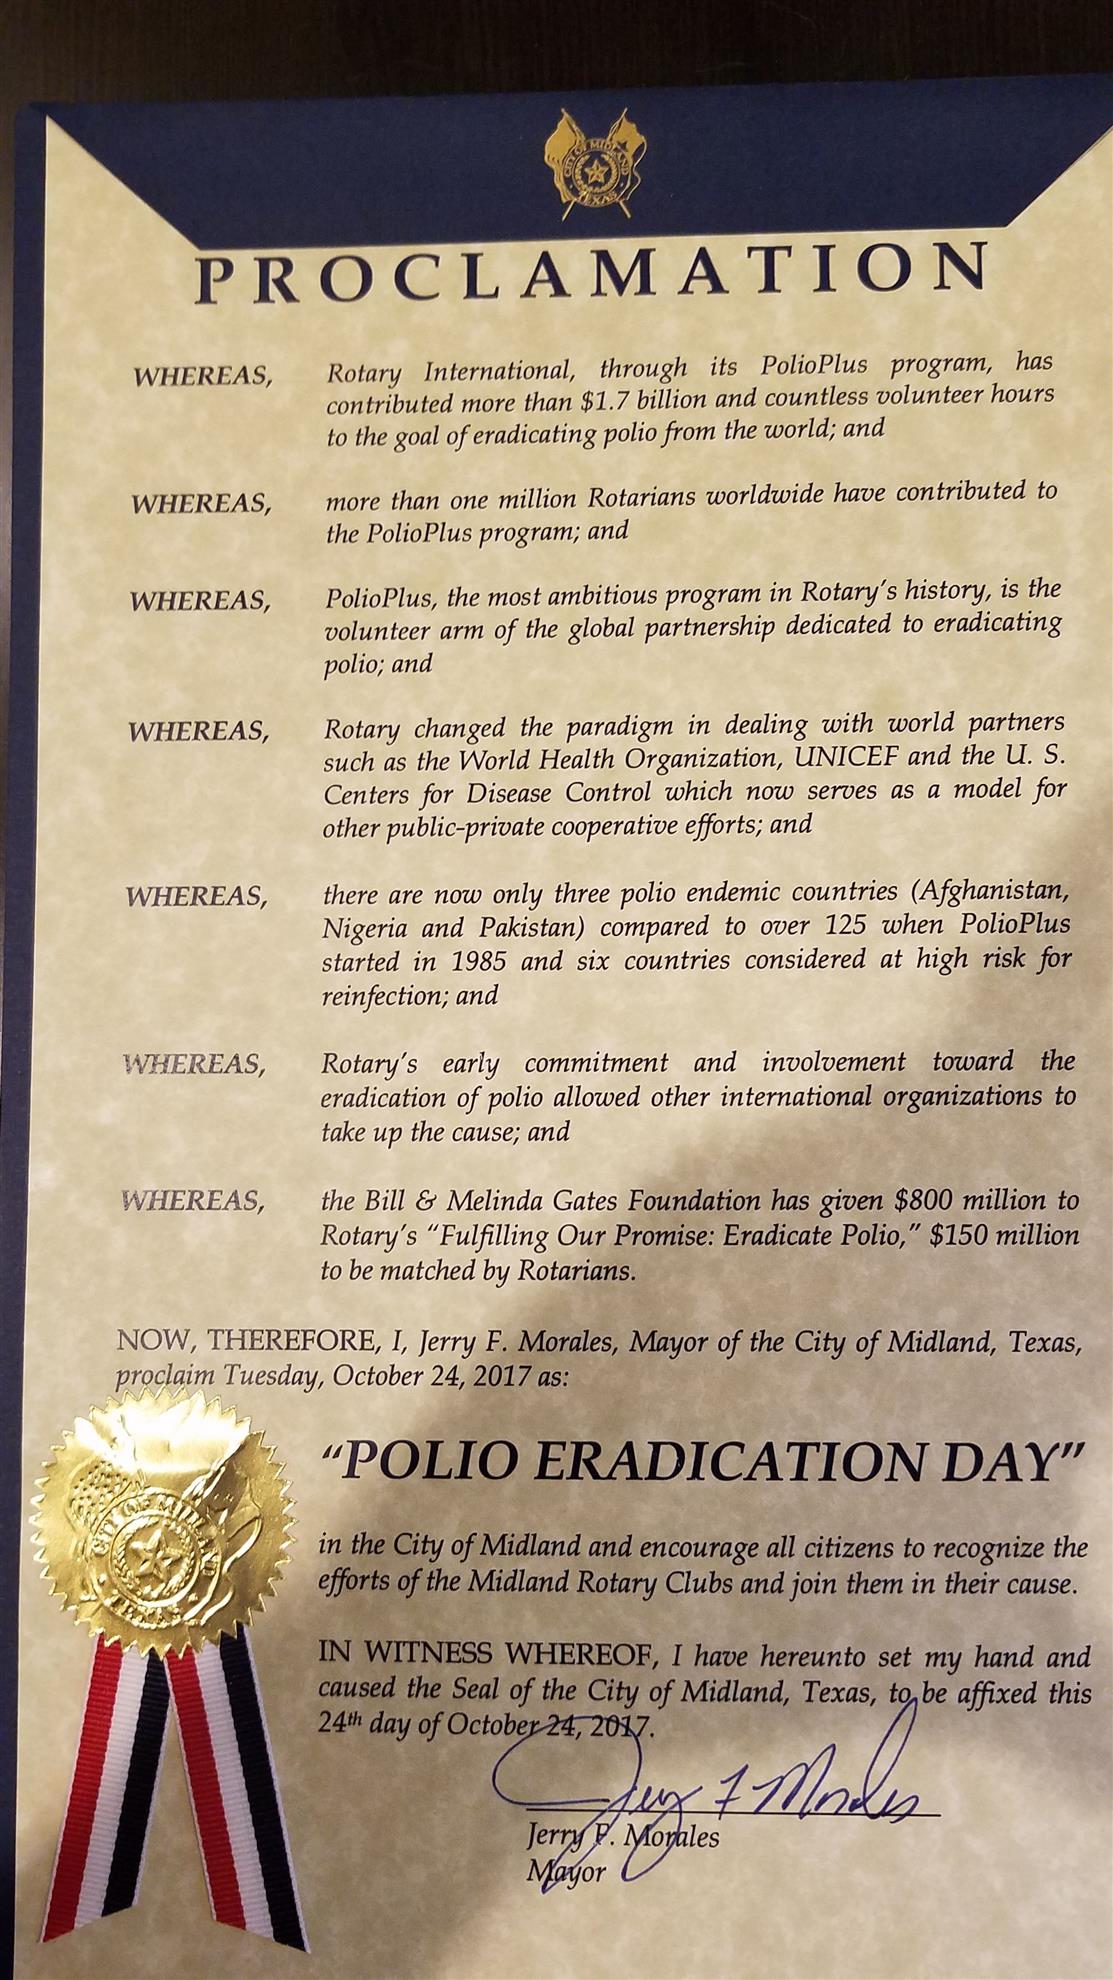 CITY OF MIDLAND
TEXAS
PROCLAMATION
WHEREAS, Rotary International, through its PolioPlus program, has
contributed more than $1.7 billion and countless volunteer hours
to the goal of eradicating polio from the world; and
WHEREAS, more than one million Rotarians worldwide have contributed to
the PolioPlus program; and
WHEREAS, PolioPlus, the most ambitious program in Rotary's history, is the
volunteer arm of the global partnership dedicated to eradicating
polio; and
WHEREAS, Rotary changed the paradigm in dealing with world partners
such as the World Health Organization, UNICEF and the U. S.
Centers for Disease Control which now serves as a model for
other public-private cooperative efforts; and
WHEREAS, there are now only three polio endemic countries (Afghanistan,
Nigeria and Pakistan) compared to over 125 when PolioPlus
started in 1985 and six countries considered at high risk for
reinfection; and
WHEREAS, Rotary's early commitment and involvement toward the
eradication of polio allowed other international organizations to
take up the cause; and
WHEREAS, the Bill & Melinda Gates Foundation has given $800 million to
Rotary's "Fulfilling Our Promise: Eradicate Polio," $150 million
to be matched by Rotarians.
NOW, THEREFORE, I, Jerry F. Morales, Mayor of the City of Midland, Texas,
proclaim Tuesday, October 24, 2017 as:
"POLIO ERADICATION DAY"
in the City of Midland and encourage all citizens to recognize the
efforts of the Midland Rotary Clubs and join them in their cause.
CITY OF MIDLAND
TEXAS
IN WITNESS WHEREOF, I have hereunto set my hand and
caused the Seal of the City of Midland, Texas, to be affixed this
24th day of October 24, 2017.
Jerry F Morales
Jerry F. Morales
Mayor